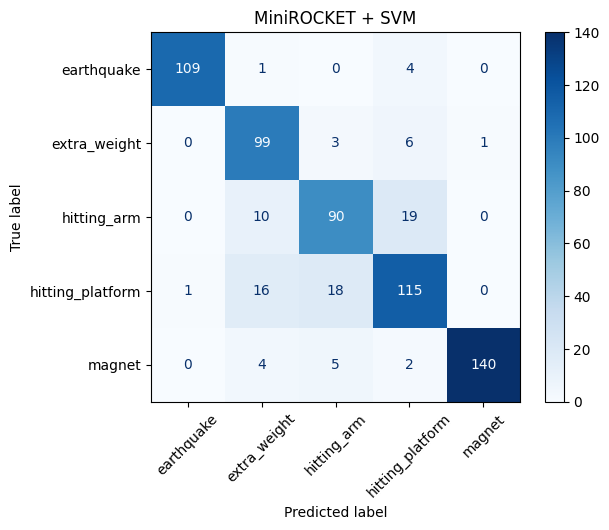 MiniROCKET + SVM
True label
earthquake 109 1 0 4 0
extra_weight 0 99 3 6 1
hitting_arm 0 10 90 19 0
hitting_platform 1 16 18 115 0
magnet 0 4 5 2 140
earthquake
extra_weight
hitting_arm
hitting_platform
magnet
Predicted label
140
120
100
80
60
40
20
0